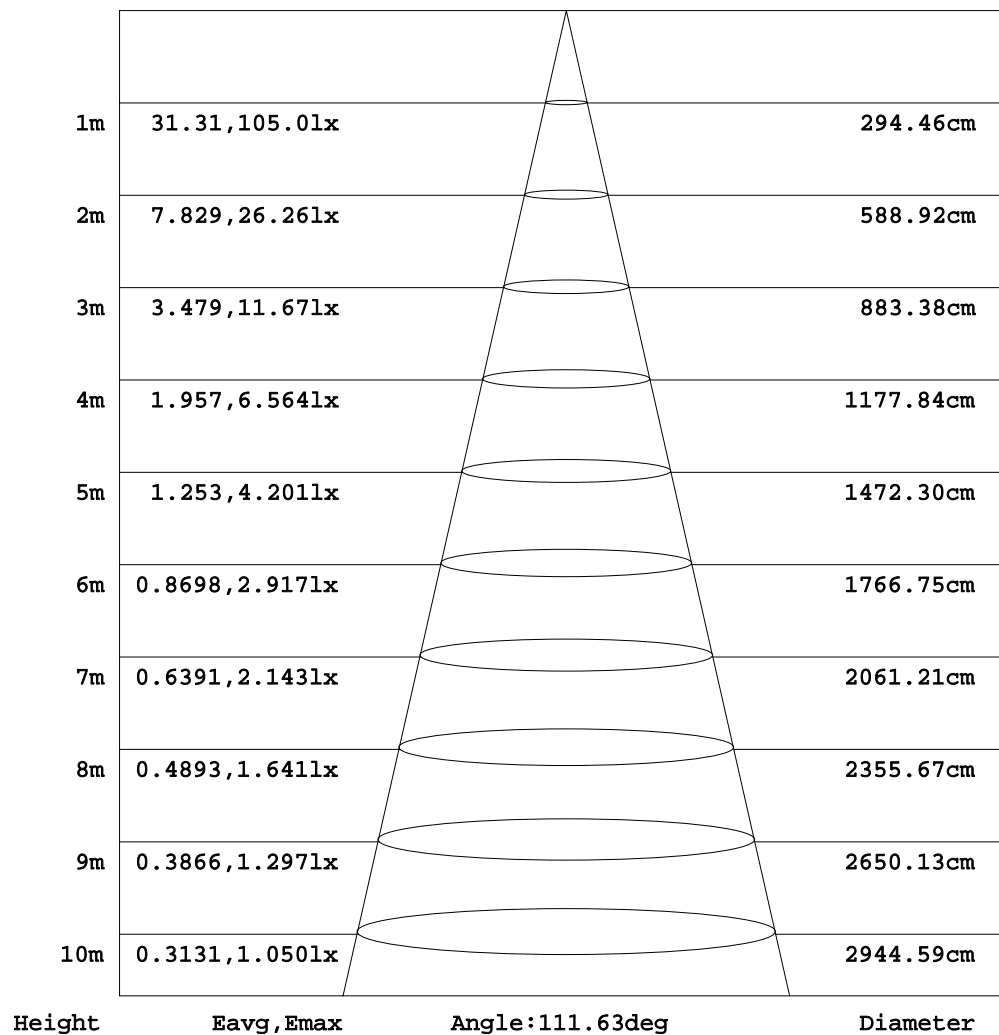 1m 31.31,105.0lx 294.46cm
2m 7.829,26.26lx 588.92cm
3m 3.479,11.67lx 883.38cm
4m 1.957,6.564lx 1177.84cm
5m 1.253,4.201lx 1472.30cm
6m 0.8698,2.917lx 1766.75cm
7m 0.6391,2.143lx 2061.21cm
8m 0.4893,1.641lx 2355.67cm
9m 0.3866,1.297lx 2650.13cm
10m 0.3131,1.050lx 2944.59cm
Height Eavg,Emax Angle:111.63deg Diameter